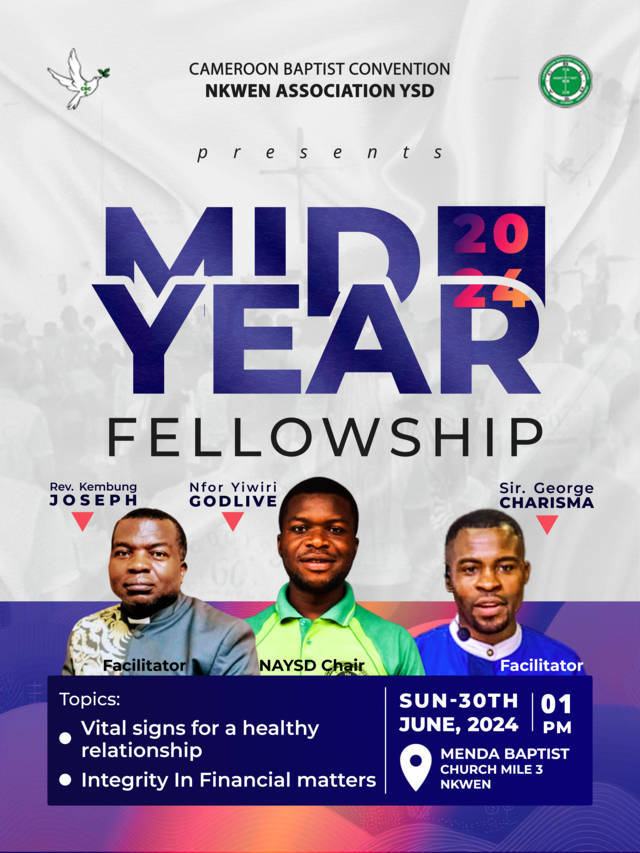 CAMEROON BAPTIST CONVENTION
NKWEN ASSOCIATION YSD
presents
MID
20
24
YEAR
FELLOWSHIP
Rev. Kembung
JOSEPH
Nfor Yiwiri
GODLIVE
Sir. George
CHARISMA
Facilitator
NAYSD Chair
Facilitator
Topics:
Vital signs for a healthy
relationship
Integrity In Financial matters
SUN-30TH
JUNE, 2024
01
PM
MENDA BAPTIST
CHURCH MILE 3
NKWEN